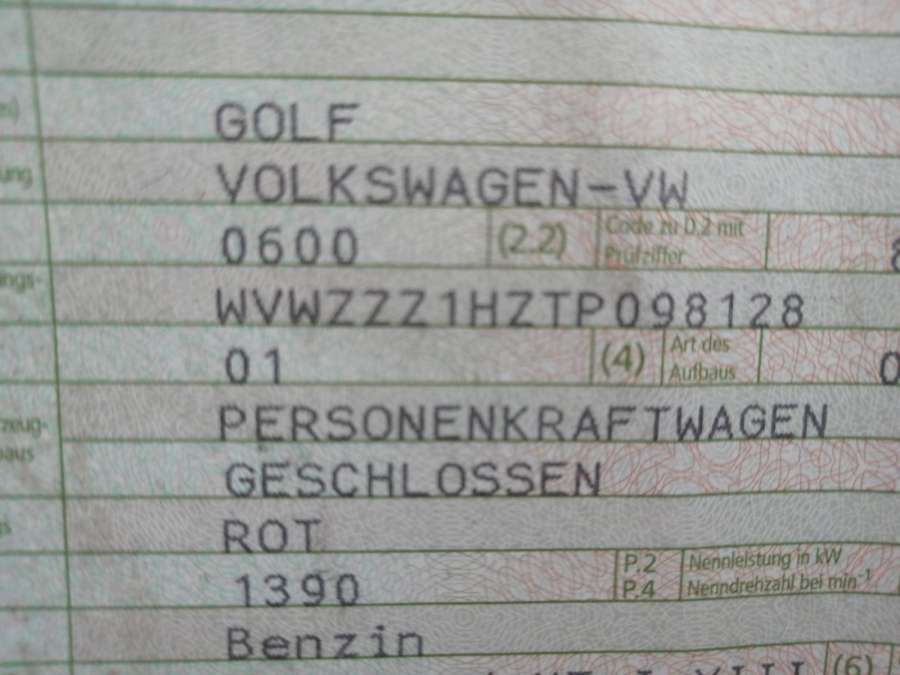 GOLF
VOLKSWAGEN-VW
0600 (2.2) Code zu D.2 mit
Prüfziffer
WVWZZZ1HZTP098128
01 (4) Art des
Aufbaus
PERSONENKRAFTWAGEN
GESCHLOSSEN
ROT
1390 P.2 Nennleistung in kW
P.4 Nenndrehzahl bei min-1
Benzin
(6)